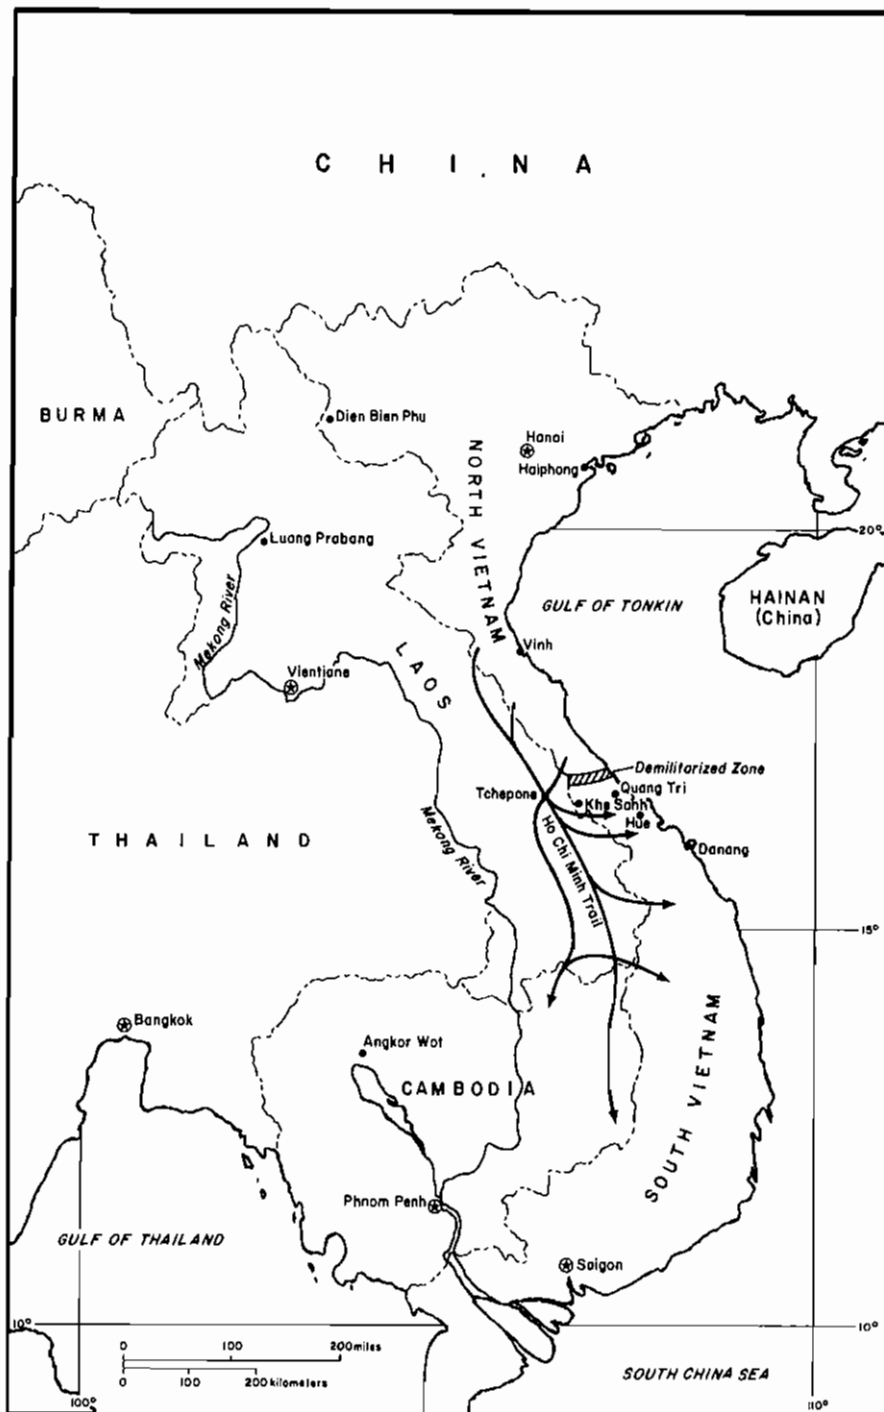 CHINA
BURMA
Dien Bien Phu
Hanoi
Haiphong
NORTH VIETNAM
20°
Luang Prabang
Mekong River
GULF OF TONKIN
HAINAN
(China)
Vinh
LAOS
Vientiane
Demilitarized Zone
Tchepone
Quang Tri
Khe Sahh
Hue
THAILAND
Mekong River
Ho Chi Minh Trail
Danang
15°
Bangkok
Angkor Wot
CAMBODIA
SOUTH VIETNAM
Phnom Penh
GULF OF THAILAND
Saigon
10°
10°
0 100 200 miles
0 100 200 kilometers
SOUTH CHINA SEA
100°
110°